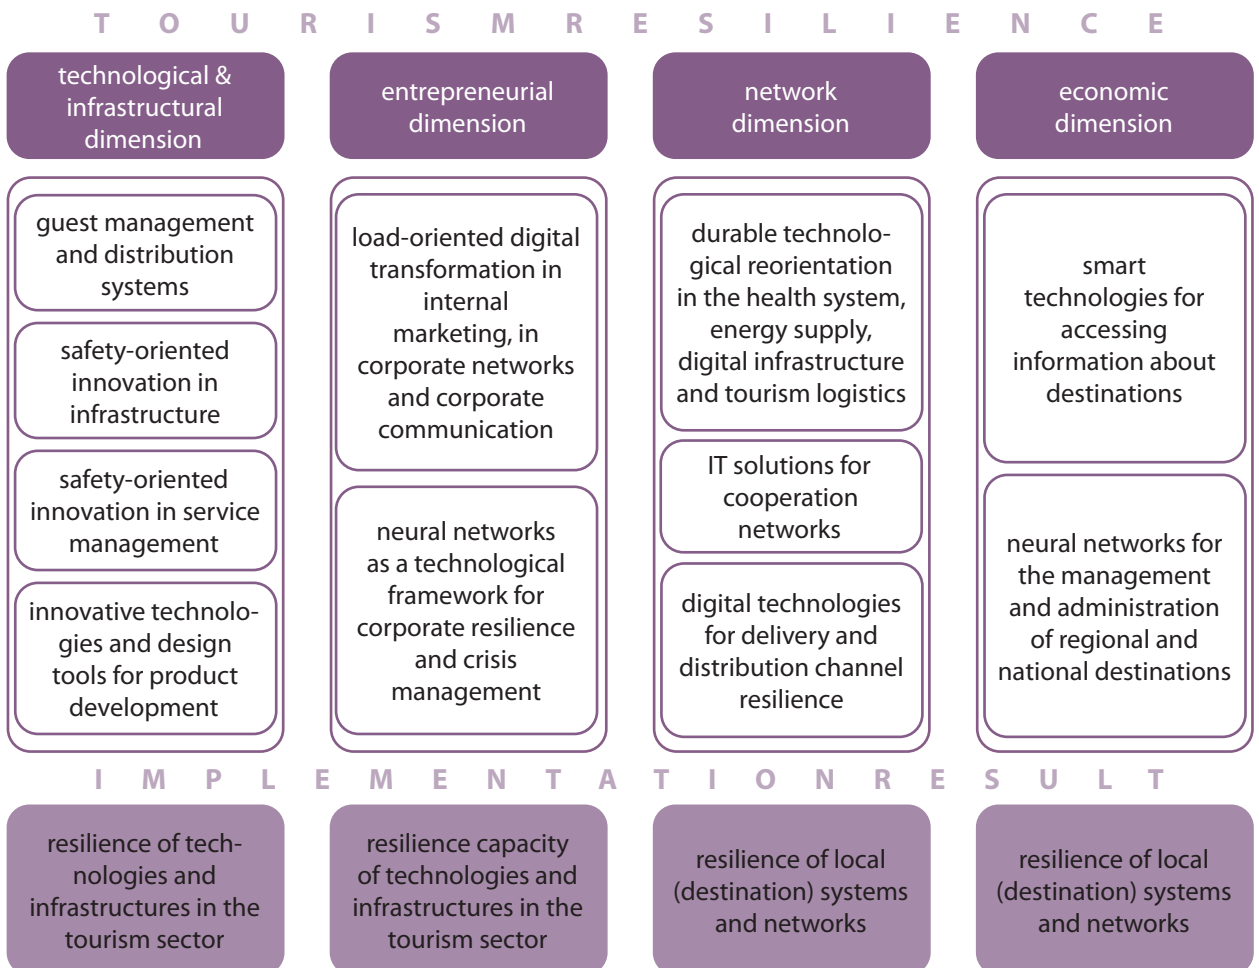 TOURISM RESILIENCE
technological &
infrastructural
dimension
entrepreneurial
dimension
network
dimension
economic
dimension
guest management
and distribution
systems
safety-oriented
innovation in
infrastructure
safety-oriented
innovation in service
management
innovative technolo-
gies and design
tools for product
development
load-oriented digital
transformation in
internal
marketing, in
corporate networks
and corporate
communication
neural networks
as a technological
framework for
corporate resilience
and crisis
management
durable technolo-
gical reorientation
in the health system,
energy supply,
digital infrastructure
and tourism logistics
IT solutions for
cooperation
networks
digital technologies
for delivery and
distribution channel
resilience
smart
technologies for
accessing
information about
destinations
neural networks for
the management
and administration
of regional and
national destinations
IMPLEMENTATION RESULT
resilience of tech-
nologies and
infrastructures in the
tourism sector
resilience capacity
of technologies and
infrastructures in the
tourism sector
resilience of local
(destination) systems
and networks
resilience of local
(destination) systems
and networks